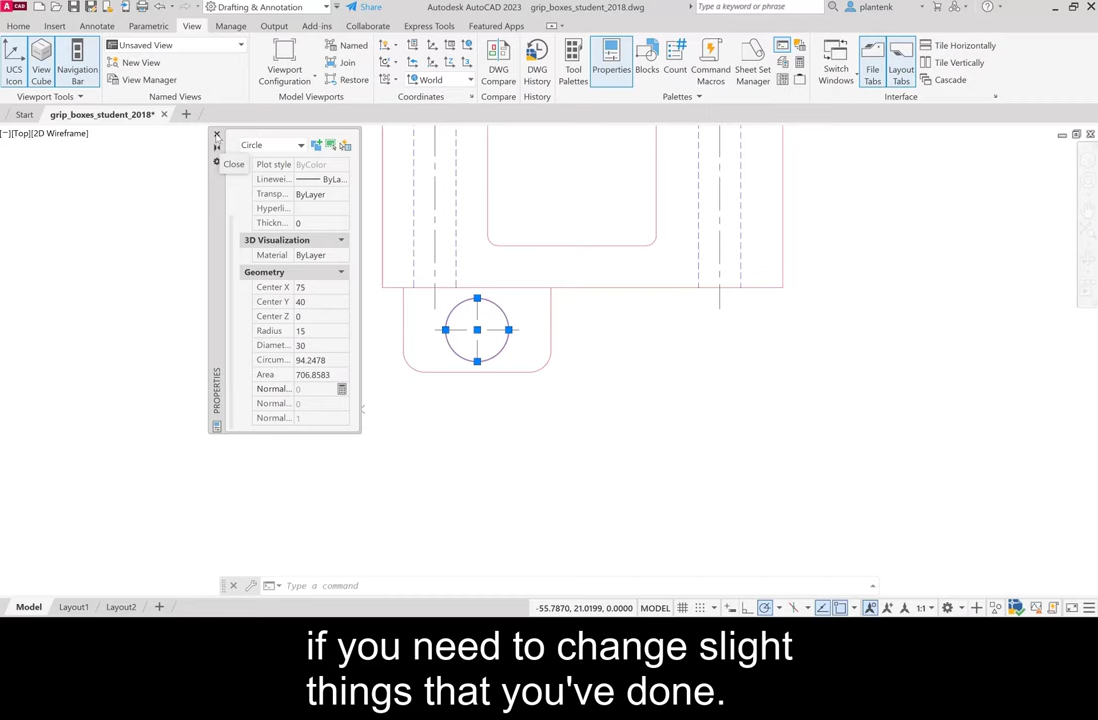 CAD
Drafting & Annotation
Share
Autodesk AutoCAD 2023 grip_boxes_student_2018.dwg
Type a keyword or phrase
plantenk
Home Insert Annotate Parametric View Manage Output Add-ins Collaborate Express Tools Featured Apps
UCS Icon
View Cube
Navigation Bar
Viewport Tools
Unsaved View
New View
View Manager
Named Views
Viewport Configuration
Named
Join
Restore
Model Viewports
World
Coordinates
DWG Compare
Compare
DWG History
History
Tool Palettes
Properties
Blocks
Count
Command Macros
Sheet Set Manager
Palettes
Switch Windows
File Tabs
Layout Tabs
Tile Horizontally
Tile Vertically
Cascade
Interface
Start grip_boxes_student_2018*
[−][Top][2D Wireframe]
Close
PROPERTIES
Circle
Plot style ByColor
Linewei... ByLa...
Transp... ByLayer
Hyperli...
Thickn... 0
3D Visualization
Material ByLayer
Geometry
Center X 75
Center Y 40
Center Z 0
Radius 15
Diamet... 30
Circum... 94.2478
Area 706.8583
Normal... 0
Normal... 0
Normal... 1
Type a command
Model Layout1 Layout2
-55.7870, 21.0199, 0.0000 MODEL 1:1
if you need to change slight
things that you've done.